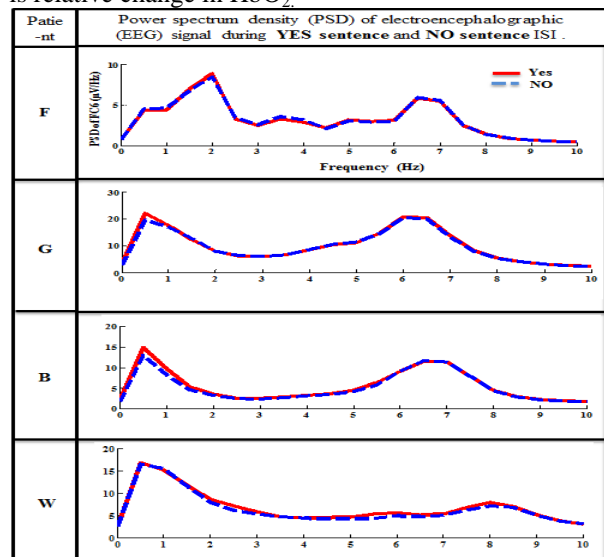 is relative change in HbO2.
Patie
-nt
Power spectrum density (PSD) of electroencephalographic
(EEG) signal during YES sentence and NO sentence ISI .
F
PSD of FC6 (µV/Hz)
10
5
0
Yes
NO
0 1 2 3 4 5 6 7 8 9 10
Frequency (Hz)
G
30
20
10
0
0 1 2 3 4 5 6 7 8 9 10
B
20
15
10
5
0
0 1 2 3 4 5 6 7 8 9 10
W
20
15
10
5
0
0 1 2 3 4 5 6 7 8 9 10